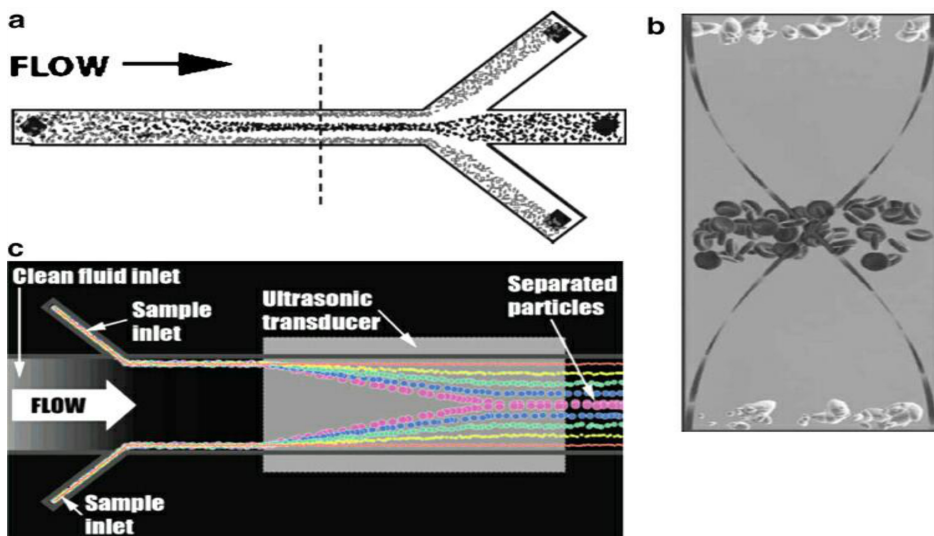 a
FLOW
b
c
Clean fluid inlet
Sample
inlet
Ultrasonic
transducer
Separated
particles
FLOW
Sample
inlet